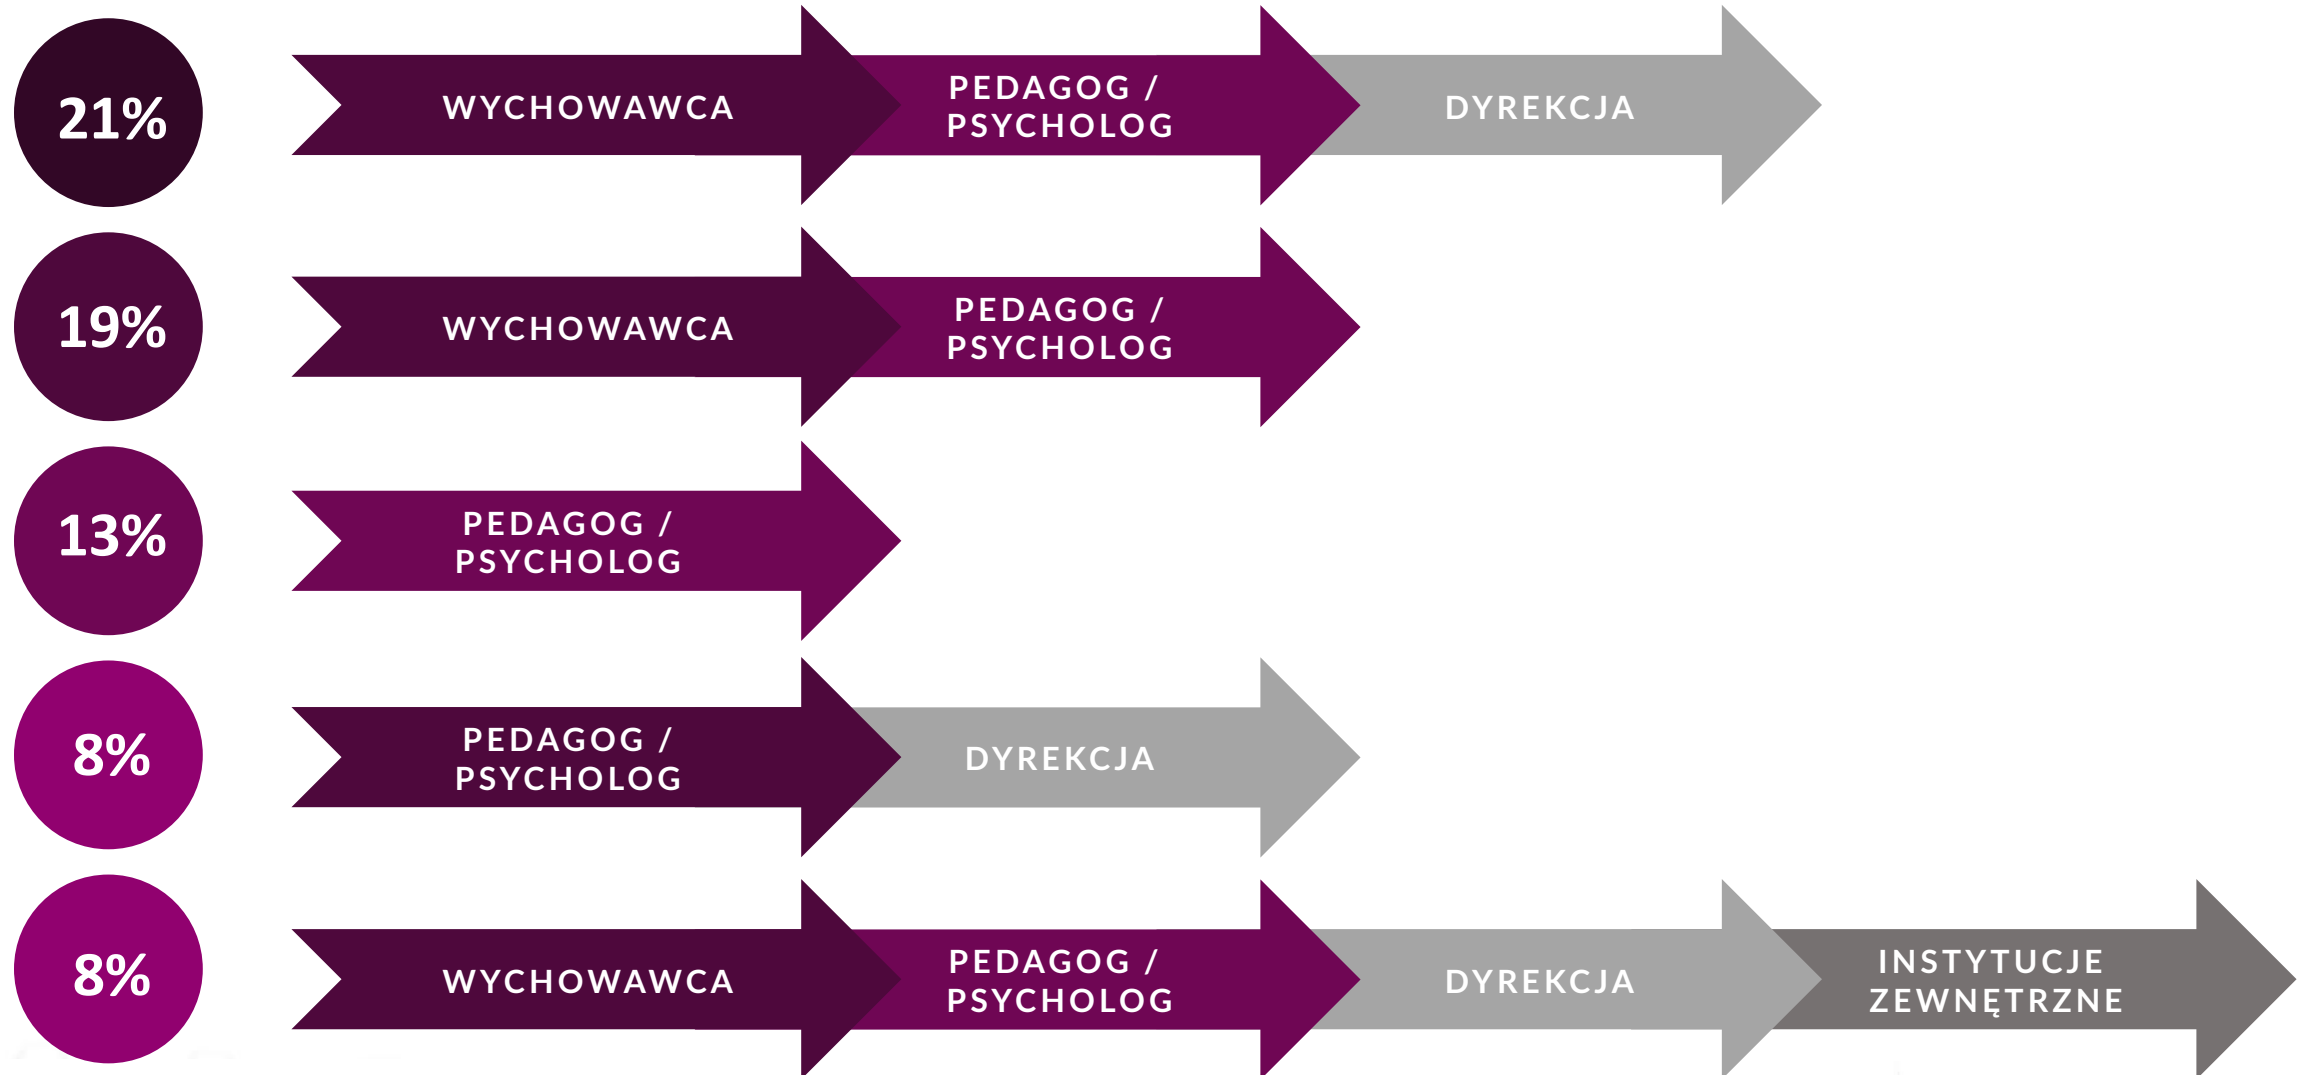 21%
WYCHOWAWCA
PEDAGOG /
PSYCHOLOG
DYREKCJA
19%
WYCHOWAWCA
PEDAGOG /
PSYCHOLOG
13%
PEDAGOG /
PSYCHOLOG
8%
PEDAGOG /
PSYCHOLOG
DYREKCJA
8%
WYCHOWAWCA
PEDAGOG /
PSYCHOLOG
DYREKCJA
INSTYTUCJE
ZEWNĘTRZNE